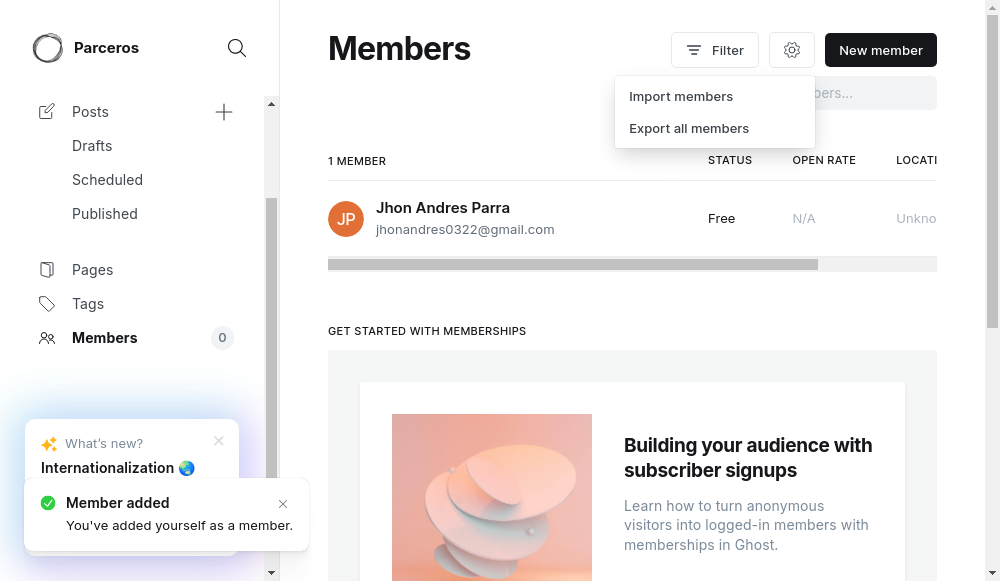 Parceros
Posts
Drafts
Scheduled
Published
Pages
Tags
Members
0
What's new?
Internationalization 🌏
Member added
You've added yourself as a member.
Members
Filter
New member
Import members
Export all members
1 MEMBER
STATUS
OPEN RATE
LOCATI
JP
Jhon Andres Parra
jhonandres0322@gmail.com
Free
N/A
Unkno
GET STARTED WITH MEMBERSHIPS
Building your audience with
subscriber signups
Learn how to turn anonymous
visitors into logged-in members with
memberships in Ghost.